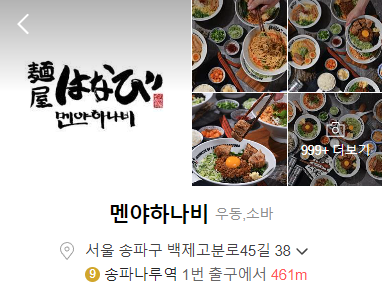 麺屋 はなび
멘야하나비
999+ 더보기
멘야하나비 우동,소바
서울 송파구 백제고분로45길 38
9 송파나루역 1번 출구에서 461m